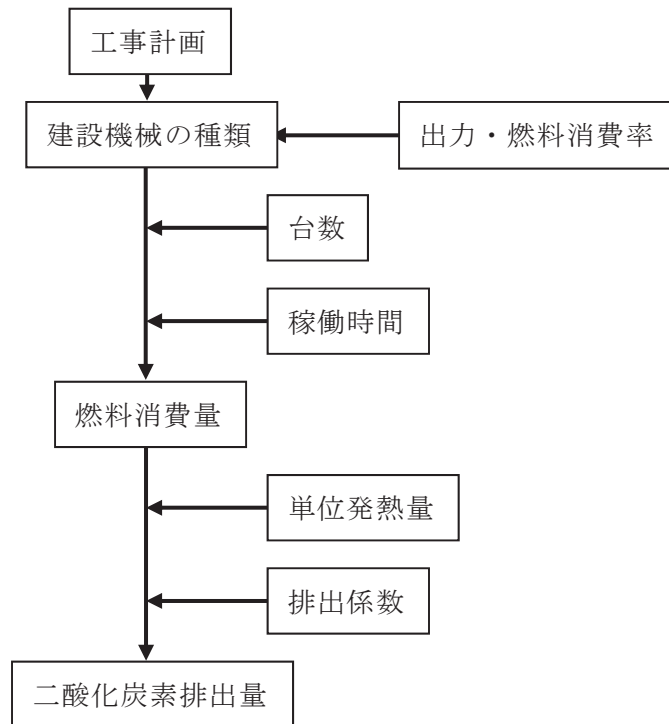 工事計画
建設機械の種類
出力・燃料消費率
台数
稼働時間
燃料消費量
単位発熱量
排出係数
二酸化炭素排出量